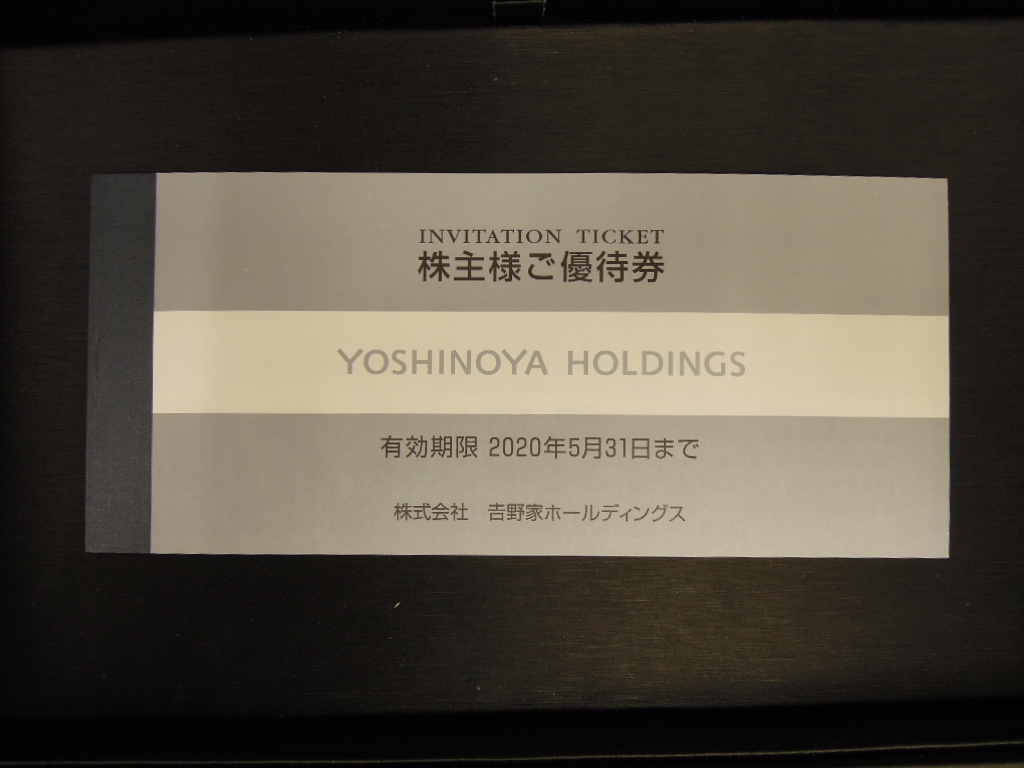 INVITATION TICKET
株主様ご優待券
YOSHINOYA HOLDINGS
有効期限 2020年5月31日まで
株式会社 𠮷野家ホールディングス